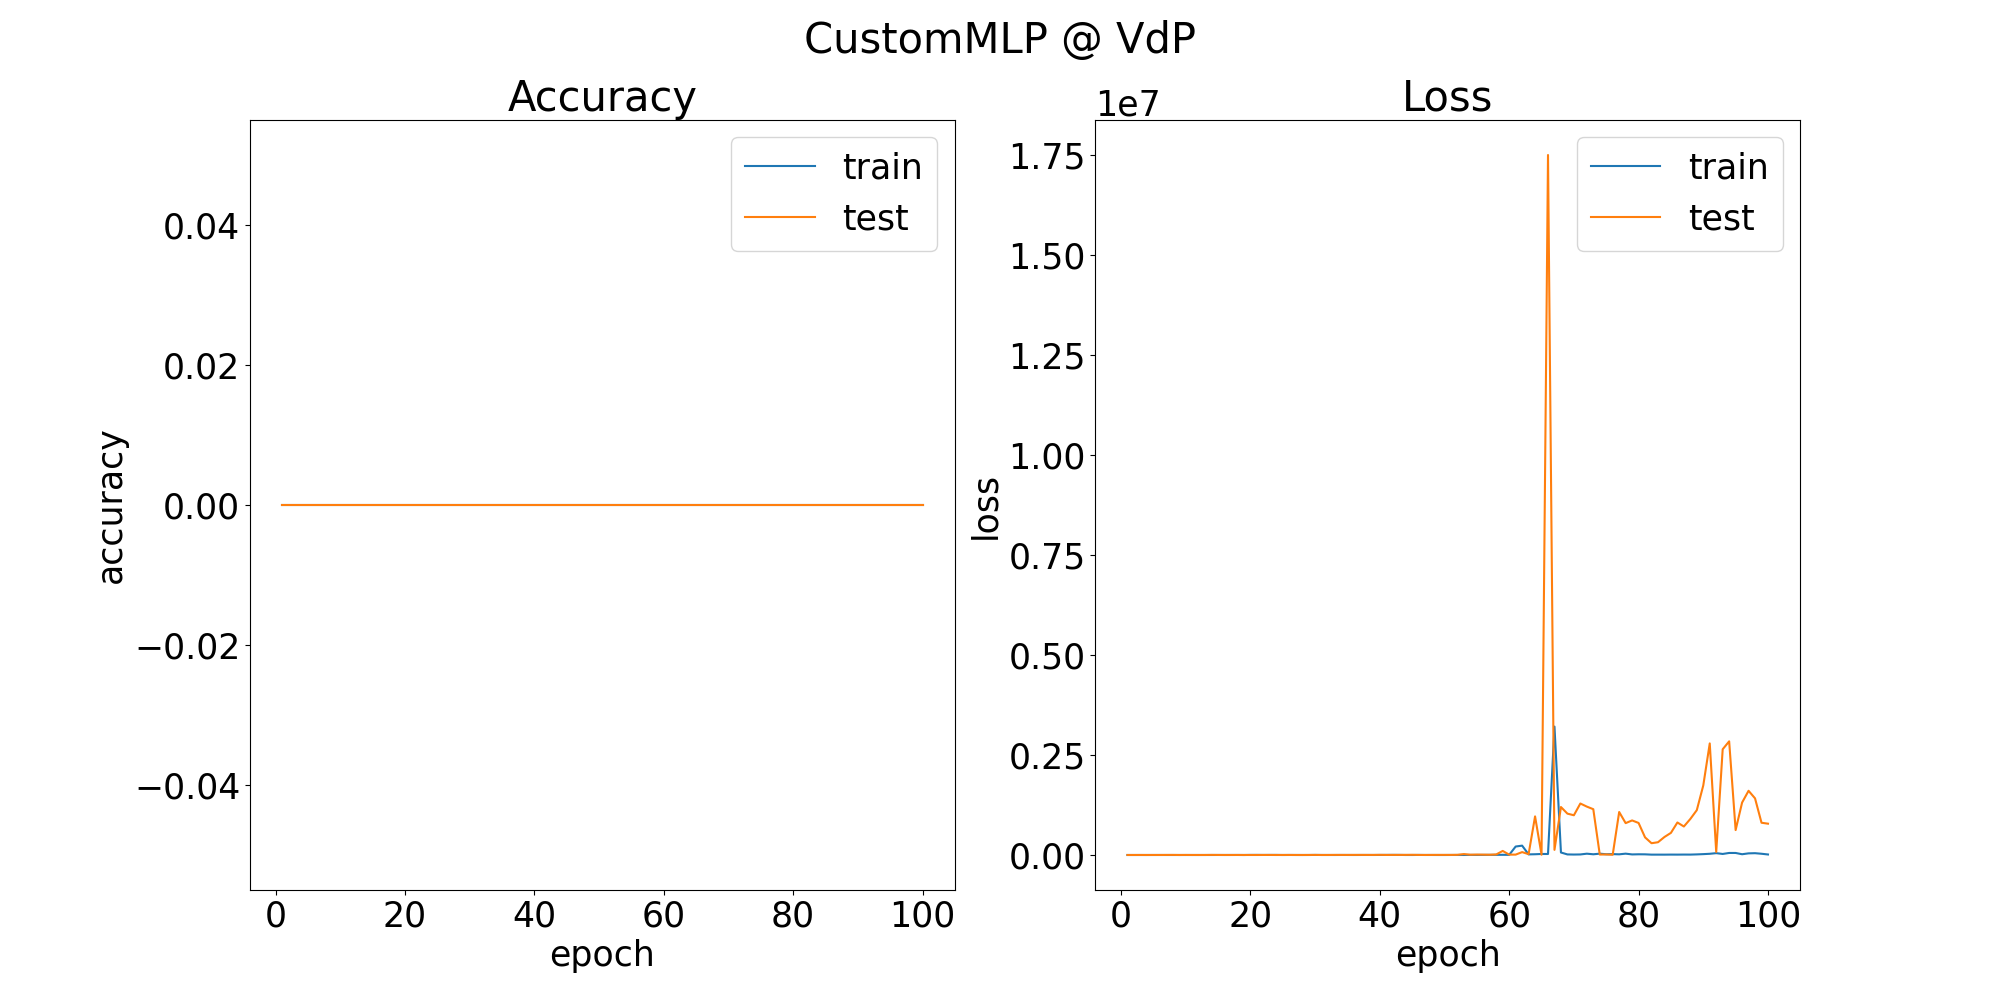 CustomMLP @ VdP
Accuracy
train
test
0.04
0.02
0.00
−0.02
−0.04
accuracy
0 20 40 60 80 100
epoch
Loss
1e7
train
test
1.75
1.50
1.25
1.00
0.75
0.50
0.25
0.00
loss
0 20 40 60 80 100
epoch